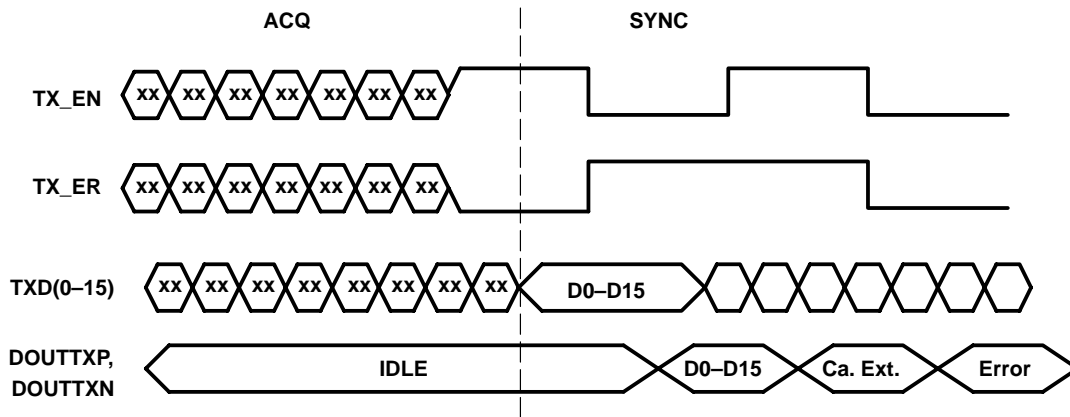 ACQ SYNC
TX_EN xx xx xx xx xx xx xx
TX_ER xx xx xx xx xx xx xx
TXD(0–15) xx xx xx xx xx xx xx xx D0–D15
DOUTTXP,
DOUTTXN
IDLE D0–D15 Ca. Ext. Error